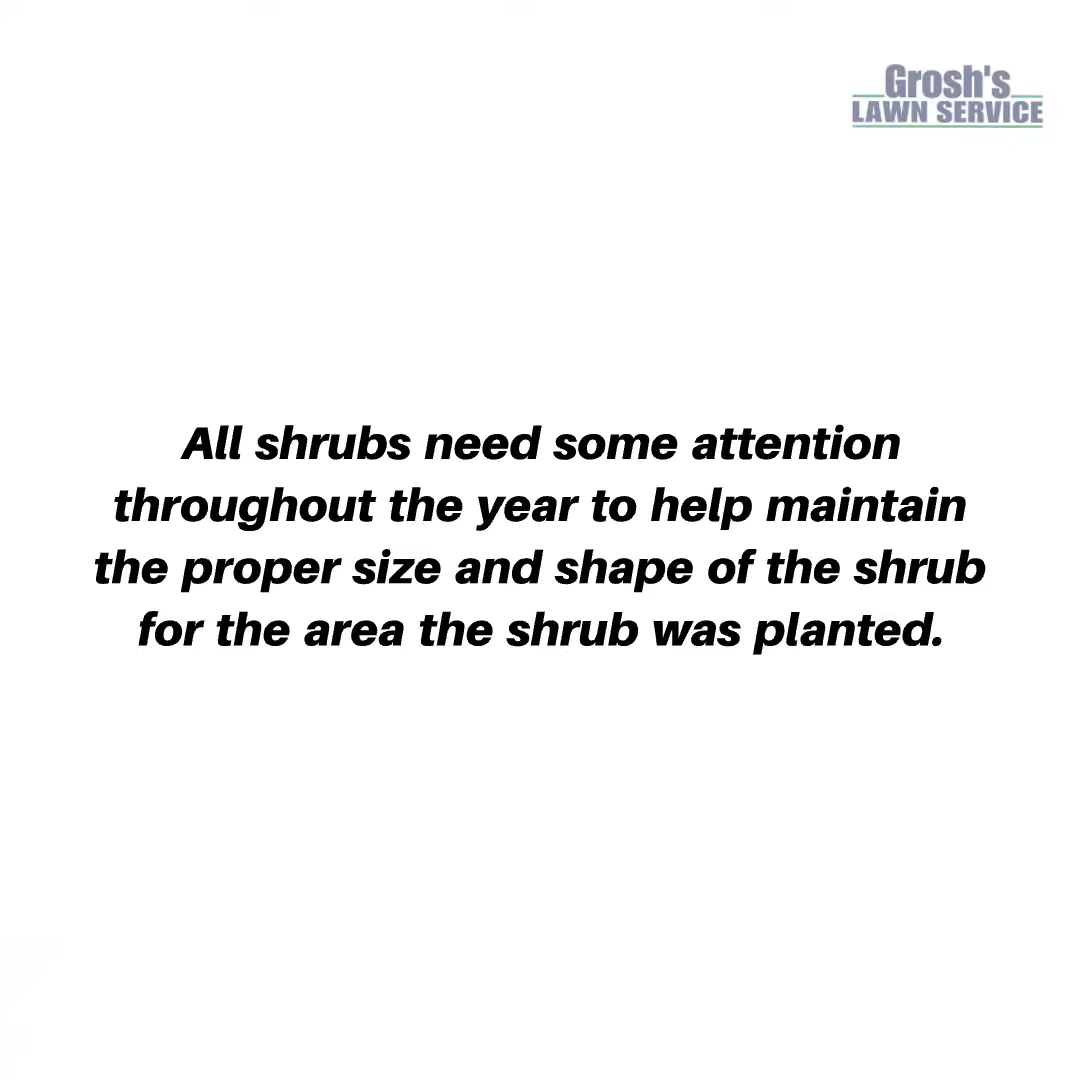 Grosh's
LAWN SERVICE
All shrubs need some attention
throughout the year to help maintain
the proper size and shape of the shrub
for the area the shrub was planted.